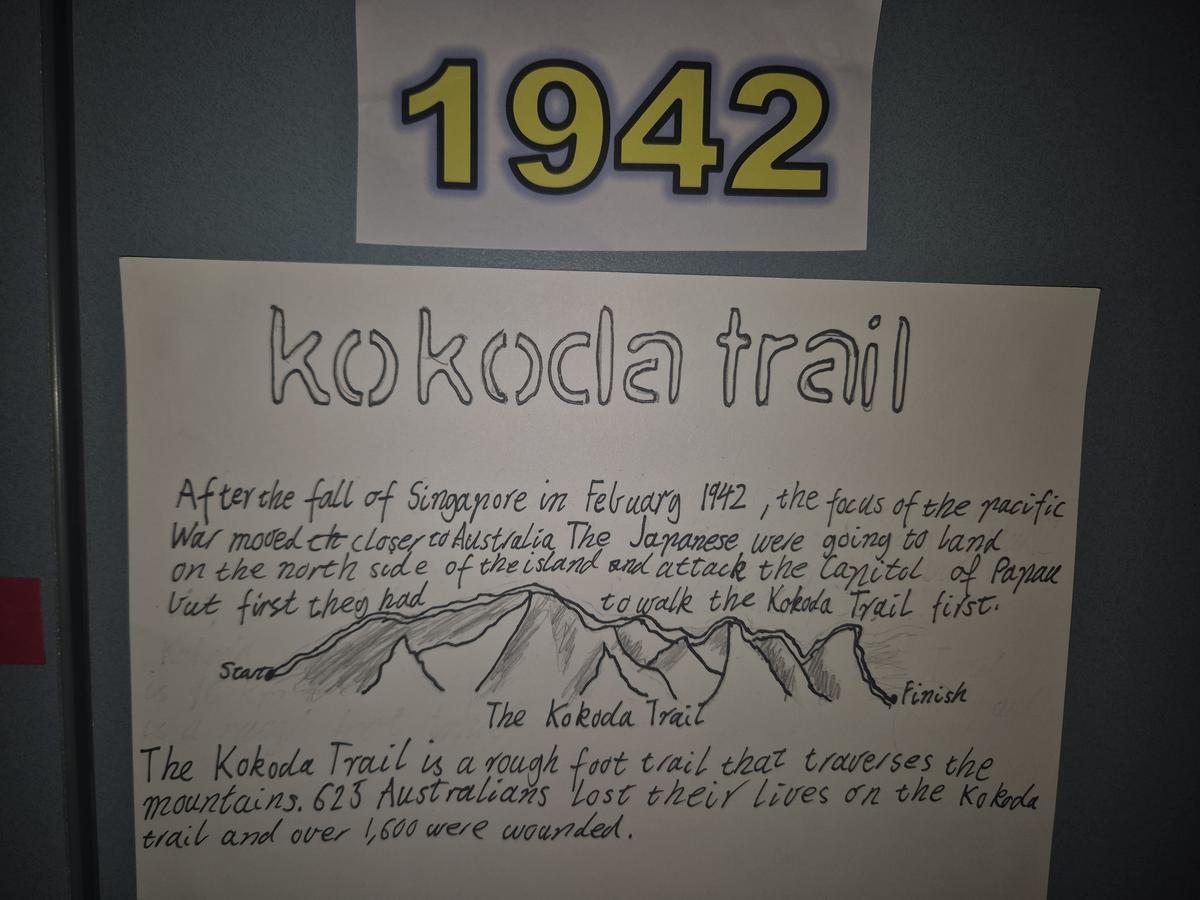 1942
kokoda trail
After the fall of Singapore in Febuary 1942, the focus of the pacific
War moved closer to Australia The Japanese were going to land
on the north side of the island and attack the Capitol of Papau
but first they had to walk the Kokoda Trail first.
Start
Finish
The Kokoda Trail
The Kokoda Trail is a rough foot trail that traverses the
mountains. 623 Australians lost their lives on the Kokoda
trail and over 1,600 were wounded.